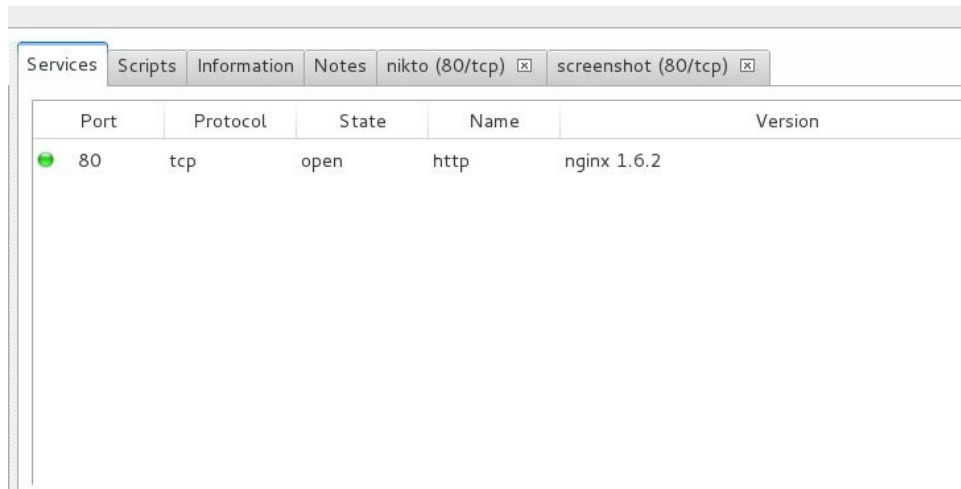 Services Scripts Information Notes nikto (80/tcp) screenshot (80/tcp)
Port Protocol State Name Version
80 tcp open http nginx 1.6.2